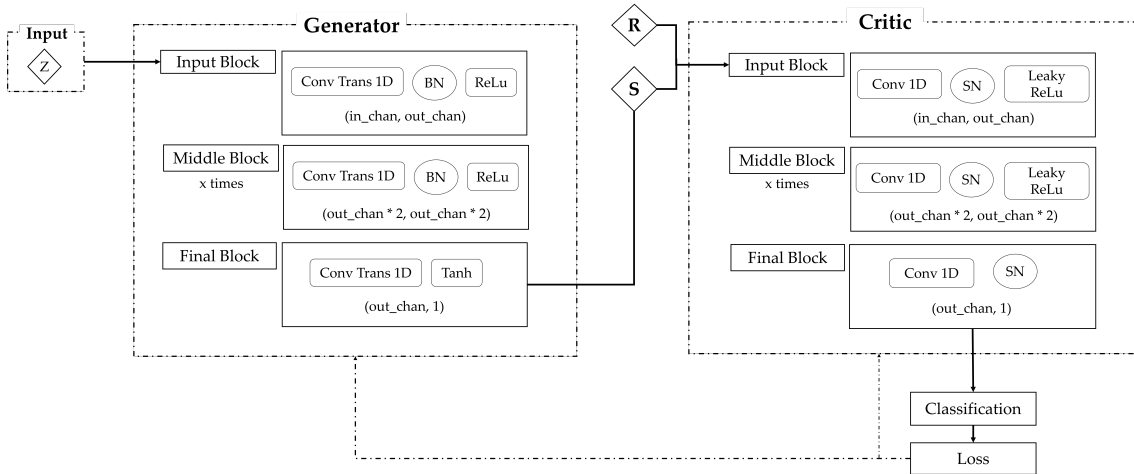 Input
Z
Generator
Input Block
Conv Trans 1D
BN
ReLu
(in_chan, out_chan)
Middle Block
x times
Conv Trans 1D
BN
ReLu
(out_chan * 2, out_chan * 2)
Final Block
Conv Trans 1D
Tanh
(out_chan, 1)
R
S
Critic
Input Block
Conv 1D
SN
Leaky
ReLu
(in_chan, out_chan)
Middle Block
x times
Conv 1D
SN
Leaky
ReLu
(out_chan * 2, out_chan * 2)
Final Block
Conv 1D
SN
(out_chan, 1)
Classification
Loss